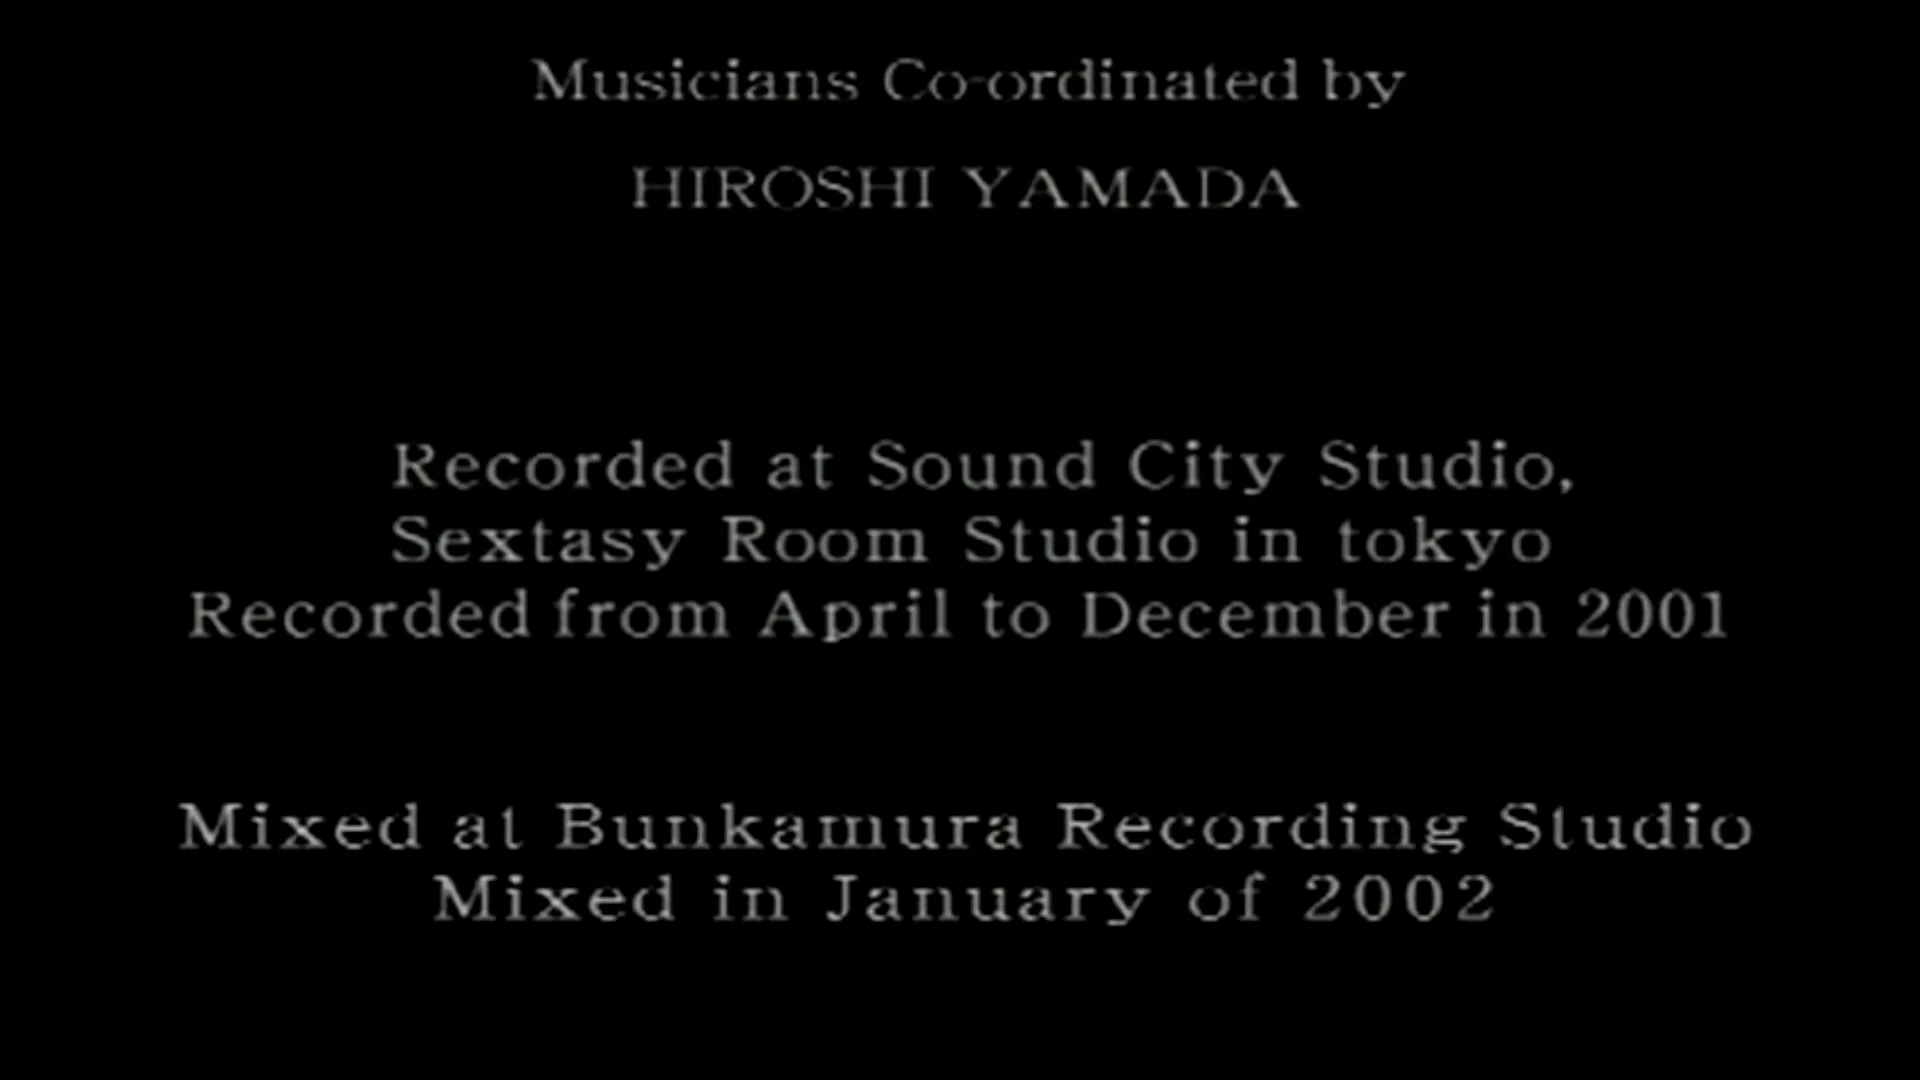 Musicians Co-ordinated by
HIROSHI YAMADA
Recorded at Sound City Studio,
Sextasy Room Studio in tokyo
Recorded from April to December in 2001
Mixed at Bunkamura Recording Studio
Mixed in January of 2002